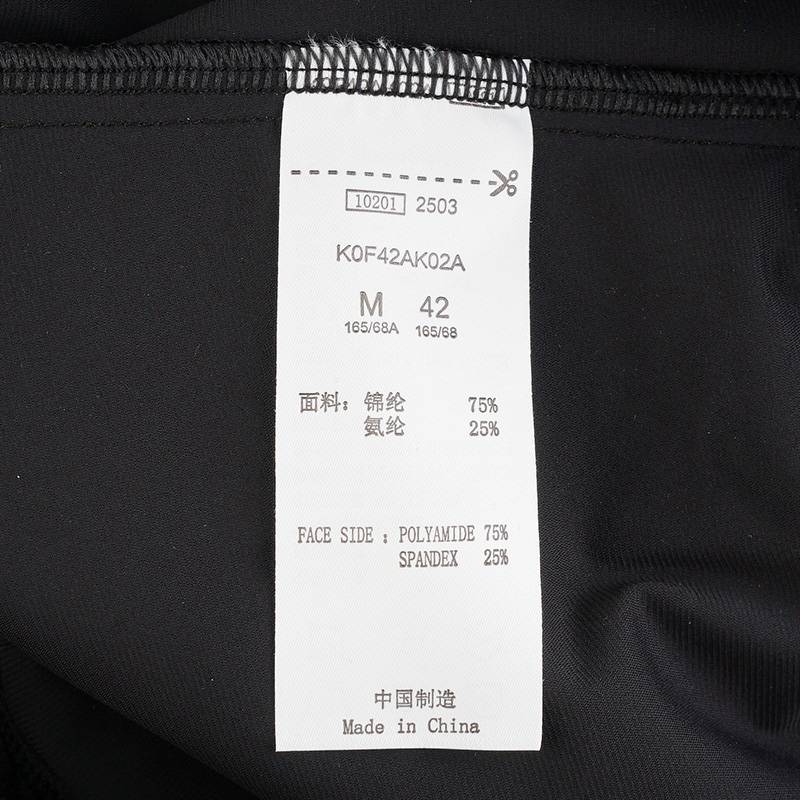 10201 2503
K0F42AK02A
M 42
165/68A 165/68
面料：锦纶 75%
氨纶 25%
FACE SIDE : POLYAMIDE 75%
SPANDEX 25%
中国制造
Made in China